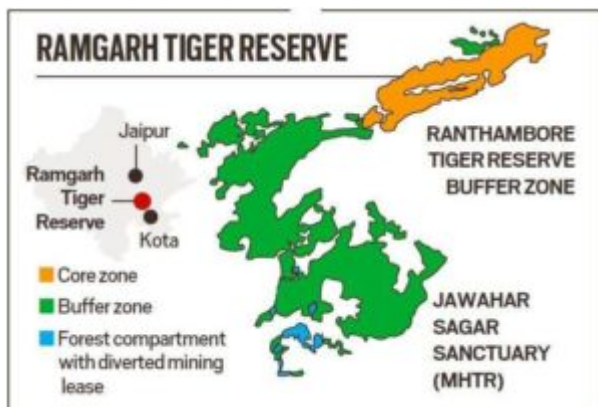 RAMGARH TIGER RESERVE
Jaipur
Ramgarh
Tiger
Reserve
Kota
RANTHAMBORE
TIGER RESERVE
BUFFER ZONE
Core zone
Buffer zone
Forest compartment
with diverted mining
lease
JAWAHAR
SAGAR
SANCTUARY
(MHTR)